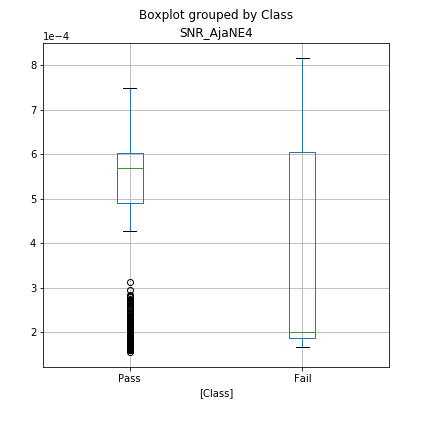 Boxplot grouped by Class
SNR_AjaNE4
1e−4
8
7
6
5
4
3
2
Pass
Fail
[Class]